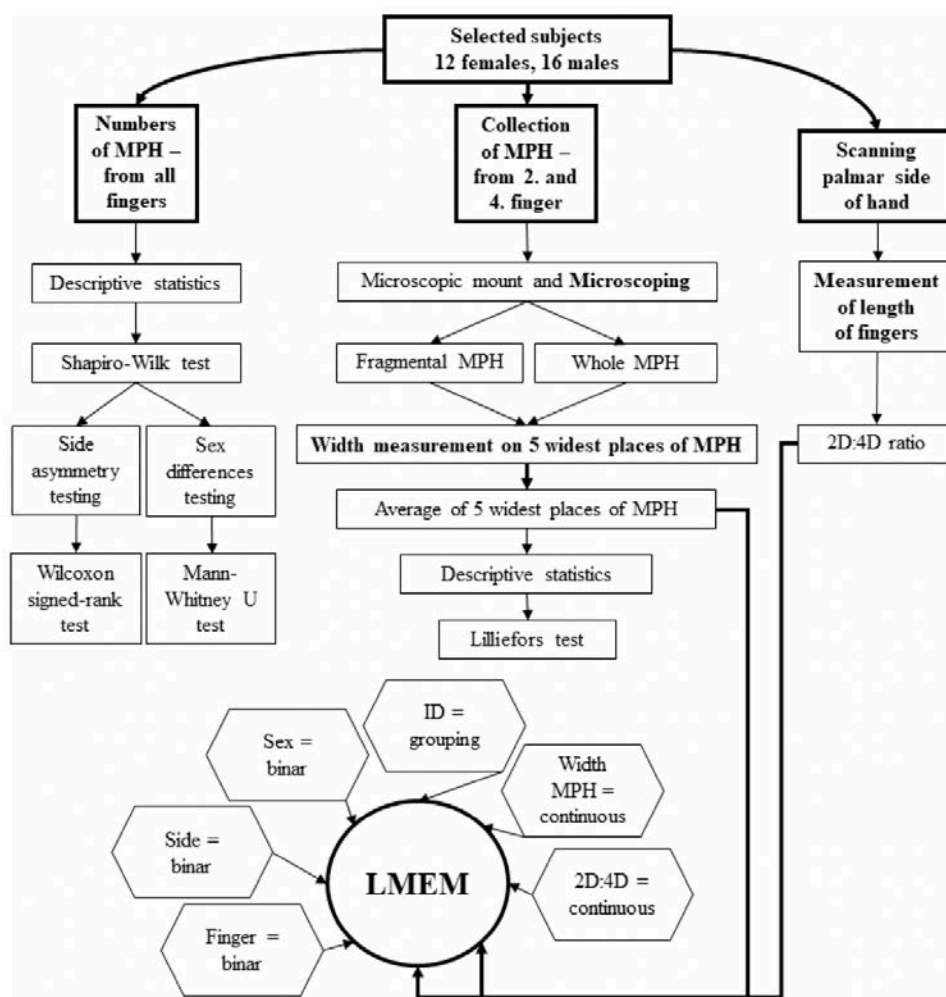 Selected subjects
12 females, 16 males
Numbers
of MPH –
from all
fingers
Collection
of MPH –
from 2. and
4. finger
Scanning
palmar side
of hand
Descriptive statistics
Microscopic mount and Microscoping
Measurement
of length
of fingers
Shapiro-Wilk test
Fragmental MPH
Whole MPH
Side
asymmetry
testing
Sex
differences
testing
Width measurement on 5 widest places of MPH
2D:4D ratio
Average of 5 widest places of MPH
Wilcoxon
signed-rank
test
Mann-
Whitney U
test
Descriptive statistics
Lilliefors test
ID =
grouping
Sex =
binar
Width
MPH =
continuous
Side =
binar
LMEM
2D:4D =
continuous
Finger =
binar